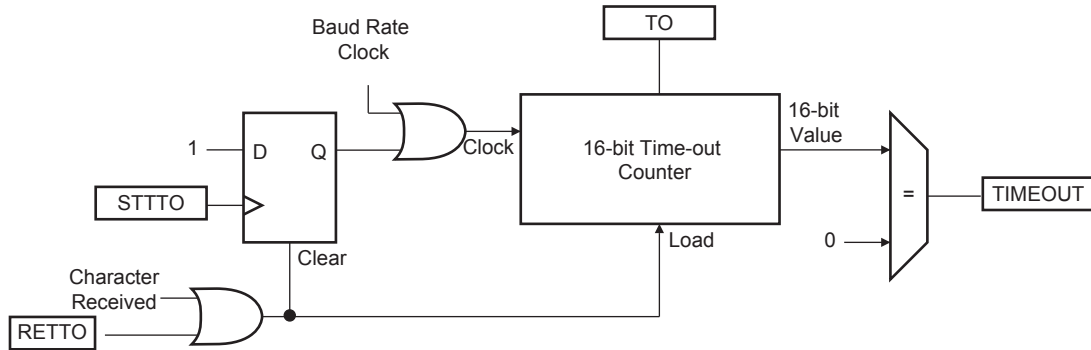 TO
Baud Rate
Clock
1
D
Q
Clock
16-bit Time-out
Counter
16-bit
Value
=
TIMEOUT
STTTO
Clear
Load
0
Character
Received
RETTO